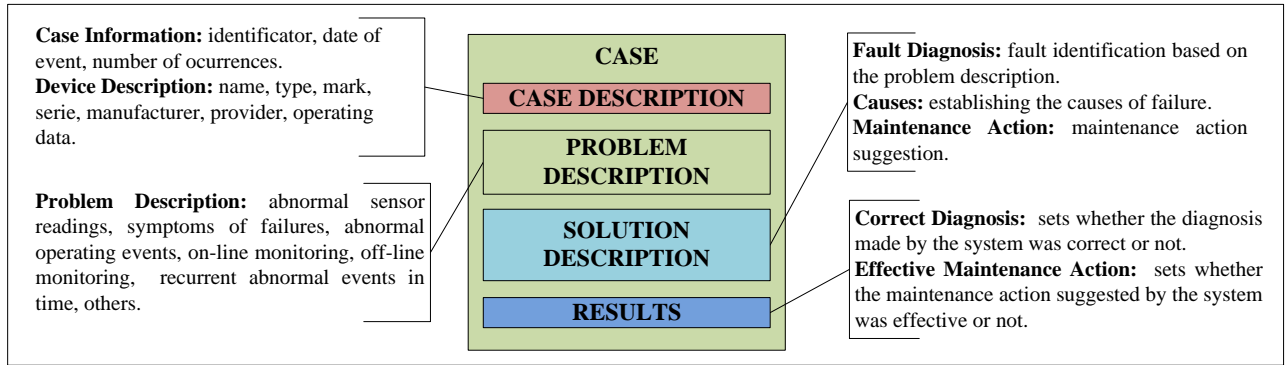 Case Information: identificator, date of
event, number of ocurrences.
Device Description: name, type, mark,
serie, manufacturer, provider, operating
data.
Problem Description: abnormal sensor
readings, symptoms of failures, abnormal
operating events, on-line monitoring, off-line
monitoring, recurrent abnormal events in
time, others.
CASE
CASE DESCRIPTION
PROBLEM
DESCRIPTION
SOLUTION
DESCRIPTION
RESULTS
Fault Diagnosis: fault identification based on
the problem description.
Causes: establishing the causes of failure.
Maintenance Action: maintenance action
suggestion.
Correct Diagnosis: sets whether the diagnosis
made by the system was correct or not.
Effective Maintenance Action: sets whether
the maintenance action suggested by the system
was effective or not.